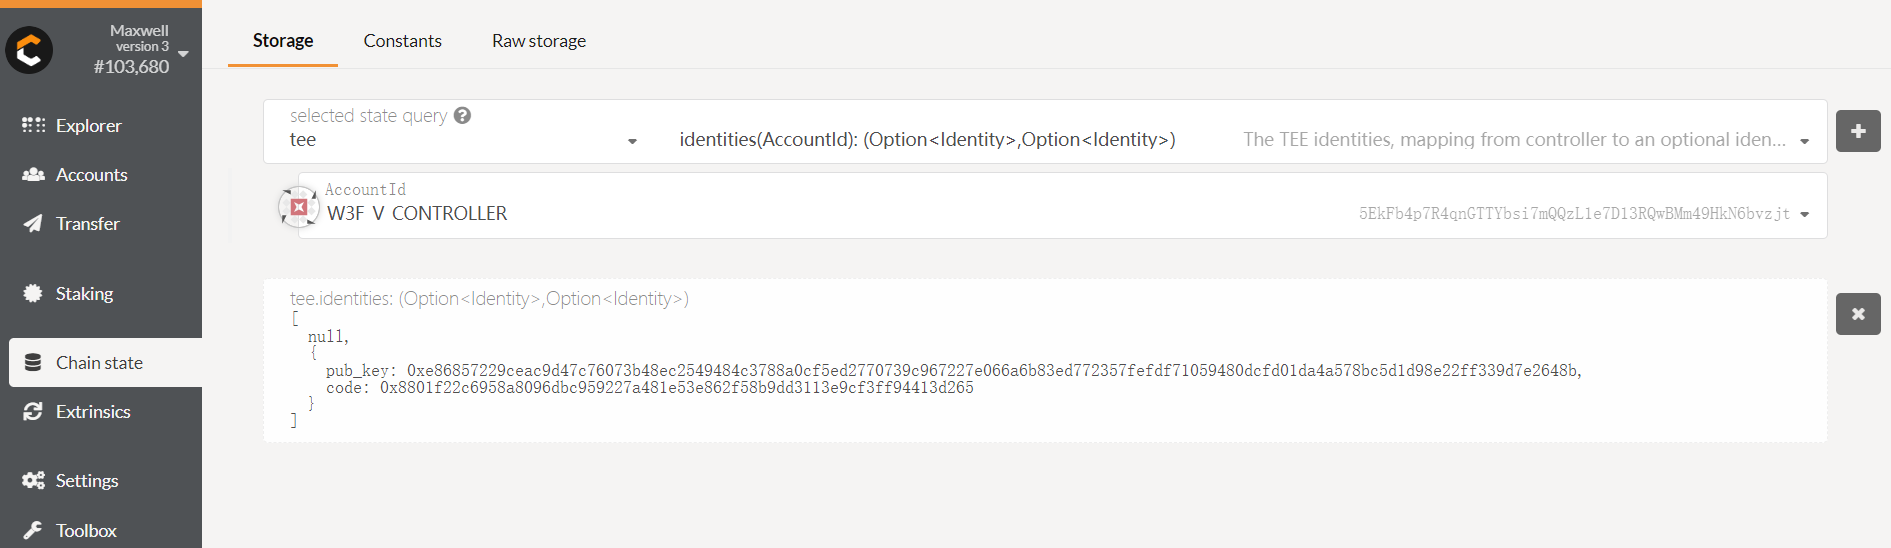 Maxwell
version 3
#103,680
Explorer
Accounts
Transfer
Staking
Chain state
Extrinsics
Settings
Toolbox
Storage Constants Raw storage
selected state query ?
tee identities(AccountId): (Option<Identity>,Option<Identity>) The TEE identities, mapping from controller to an optional iden...
AccountId
W3F V CONTROLLER 5EkFb4p7R4qnGTTYbsi7mQQzL1e7D13RQwBMm49HkN6bvzjt
tee.identities: (Option<Identity>,Option<Identity>)
[
null,
{
pub_key: 0xe86857229ceac9d47c76073b48ec2549484c3788a0cf5ed2770739c967227e066a6b83ed772357fefdf71059480dcfd01da4a578bc5d1d98e22ff339d7e2648b,
code: 0x8801f22c6958a8096dbc959227a481e53e862f58b9dd3113e9cf3ff94413d265
}
]